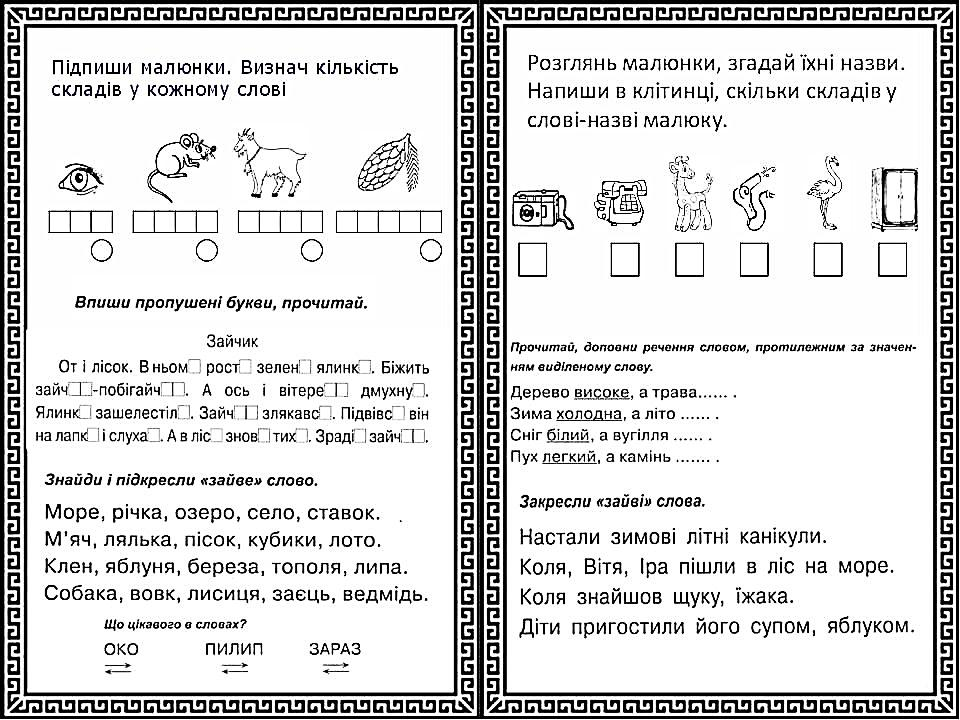 Підпиши малюнки. Визнач кількість
складів у кожному слові
Впиши пропущені букви, прочитай.
Зайчик
От і лісок. В ньом□ рост□ зелен□ ялинк□. Біжить
зайч□□-побігайч□□. А ось і вітере□□ дмухну□.
Ялинк□ зашелестіл□. Зайч□□ злякавс□. Підвівс□ він
на лапк□ і слуха□. А в ліс□ знов□ тих□. Зраді□ зайч□□.
Знайди і підкресли «зайве» слово.
Море, річка, озеро, село, ставок. .
М'яч, лялька, пісок, кубики, лото.
Клен, яблуня, береза, тополя, липа.
Собака, вовк, лисиця, заєць, ведмідь.
Що цікавого в словах?
ОКО ПИЛИП ЗАРАЗ
Розглянь малюнки, згадай їхні назви.
Напиши в клітинці, скільки складів у
слові-назві малюку.
Прочитай, доповни речення словом, протилежним за значен-
ням виділеному слову.
Дерево високе, а трава...... .
Зима холодна, а літо ...... .
Сніг білий, а вугілля ...... .
Пух легкий, а камінь ....... .
Закресли «зайві» слова.
Настали зимові літні канікули.
Коля, Вітя, Іра пішли в ліс на море.
Коля знайшов щуку, їжака.
Діти пригостили його супом, яблуком.